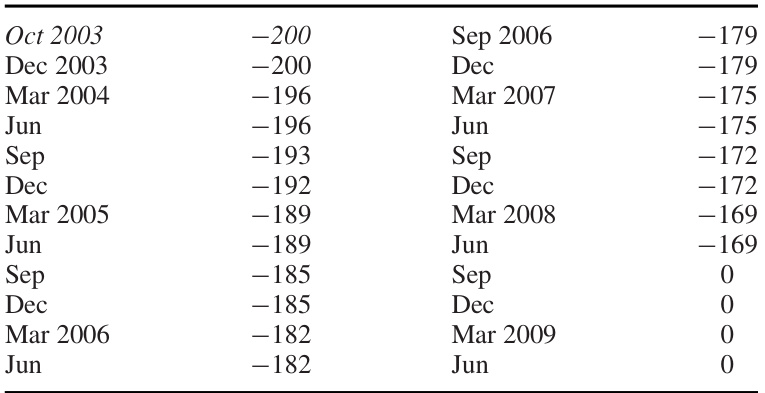 Oct 2003 −200 Sep 2006 −179
Dec 2003 −200 Dec −179
Mar 2004 −196 Mar 2007 −175
Jun −196 Jun −175
Sep −193 Sep −172
Dec −192 Dec −172
Mar 2005 −189 Mar 2008 −169
Jun −189 Jun −169
Sep −185 Sep 0
Dec −185 Dec 0
Mar 2006 −182 Mar 2009 0
Jun −182 Jun 0